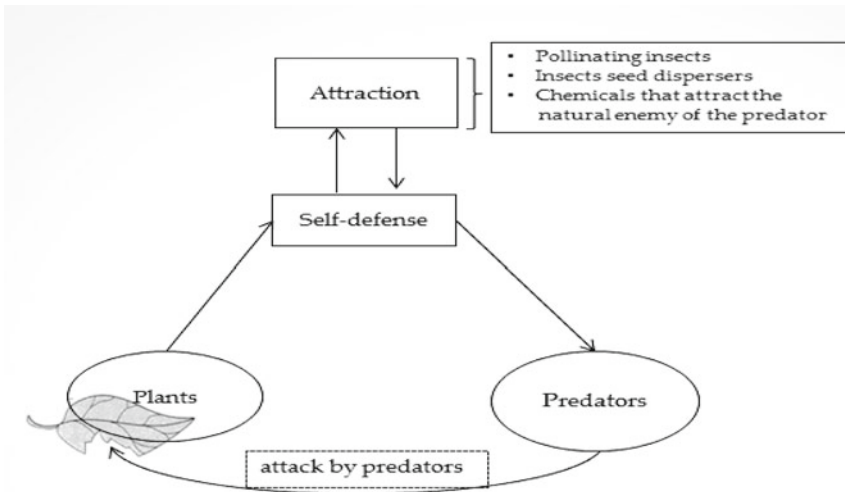 Attraction
• Pollinating insects
• Insects seed dispersers
• Chemicals that attract the
natural enemy of the predator
Self-defense
Plants
Predators
attack by predators